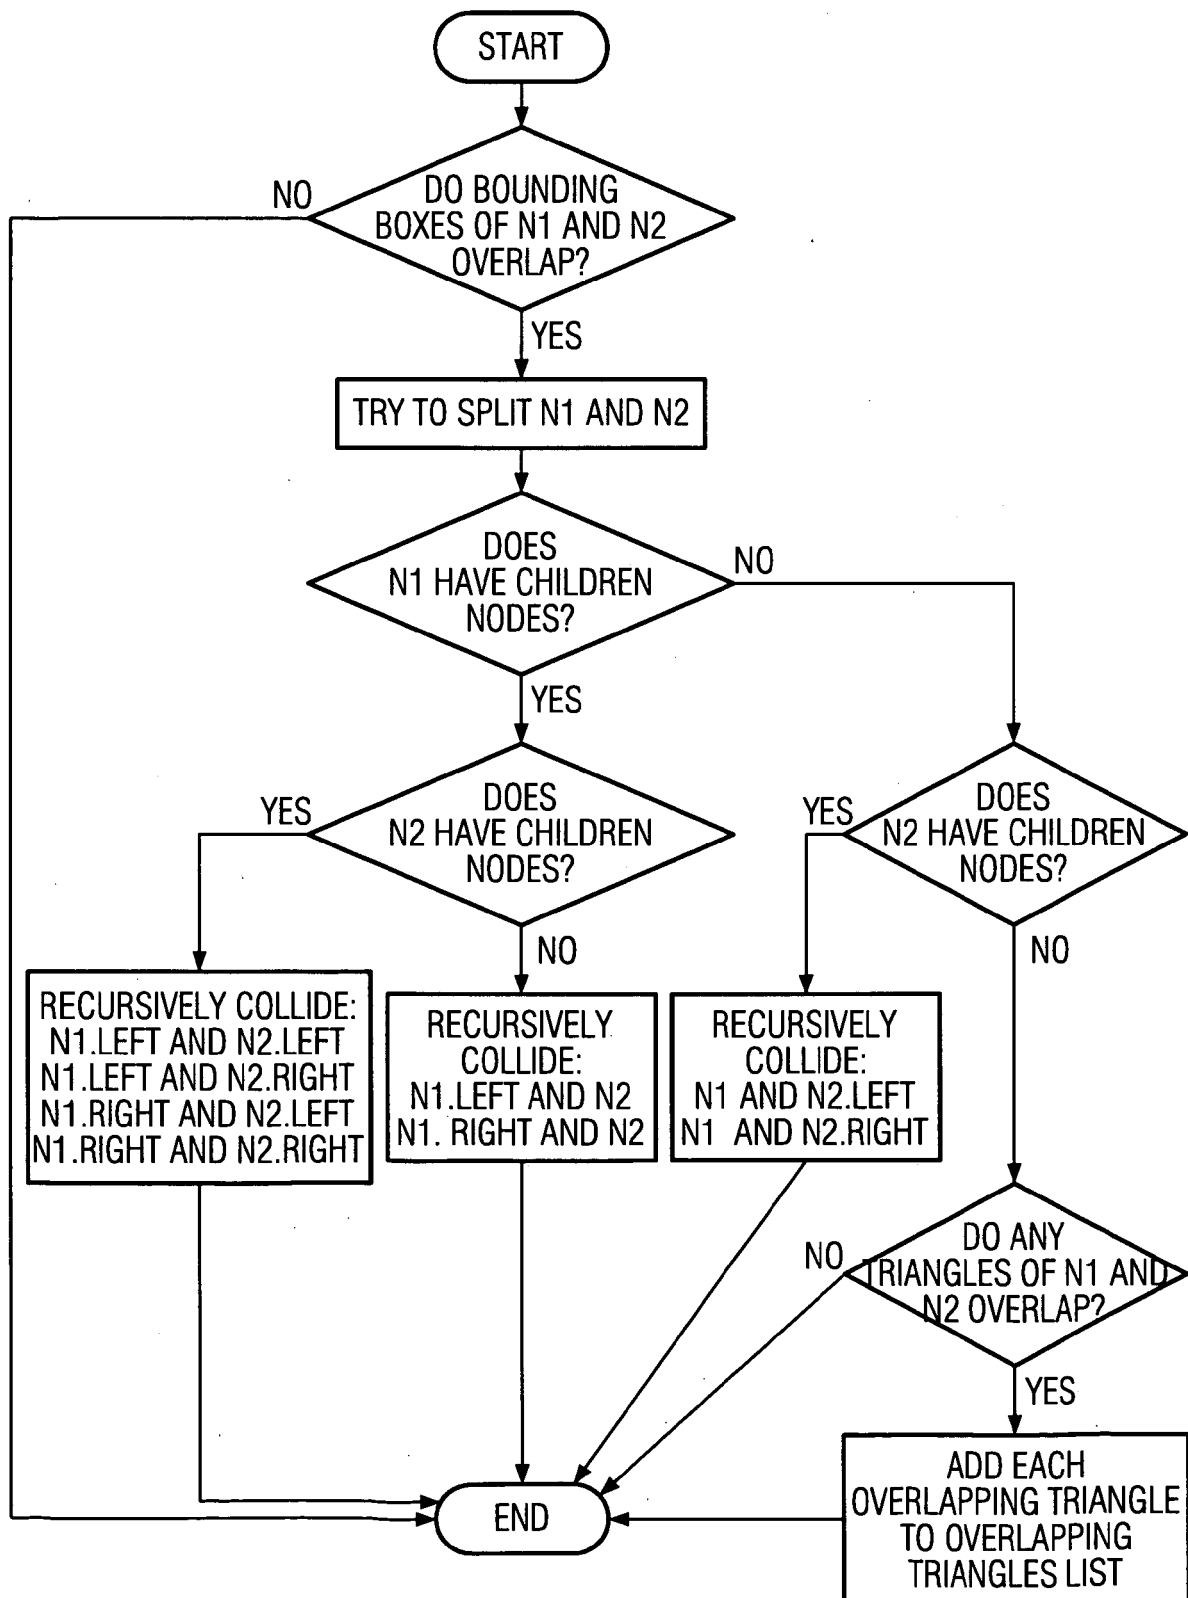 START
NO
DO BOUNDING
BOXES OF N1 AND N2
OVERLAP?
YES
TRY TO SPLIT N1 AND N2
DOES
N1 HAVE CHILDREN
NODES?
NO
YES
YES
DOES
N2 HAVE CHILDREN
NODES?
YES
DOES
N2 HAVE CHILDREN
NODES?
NO
NO
RECURSIVELY COLLIDE:
N1.LEFT AND N2.LEFT
N1.LEFT AND N2.RIGHT
N1.RIGHT AND N2.LEFT
N1.RIGHT AND N2.RIGHT
RECURSIVELY
COLLIDE:
N1.LEFT AND N2
N1. RIGHT AND N2
RECURSIVELY
COLLIDE:
N1 AND N2.LEFT
N1 AND N2.RIGHT
NO
DO ANY
TRIANGLES OF N1 AND
N2 OVERLAP?
YES
ADD EACH
OVERLAPPING TRIANGLE
TO OVERLAPPING
TRIANGLES LIST
END